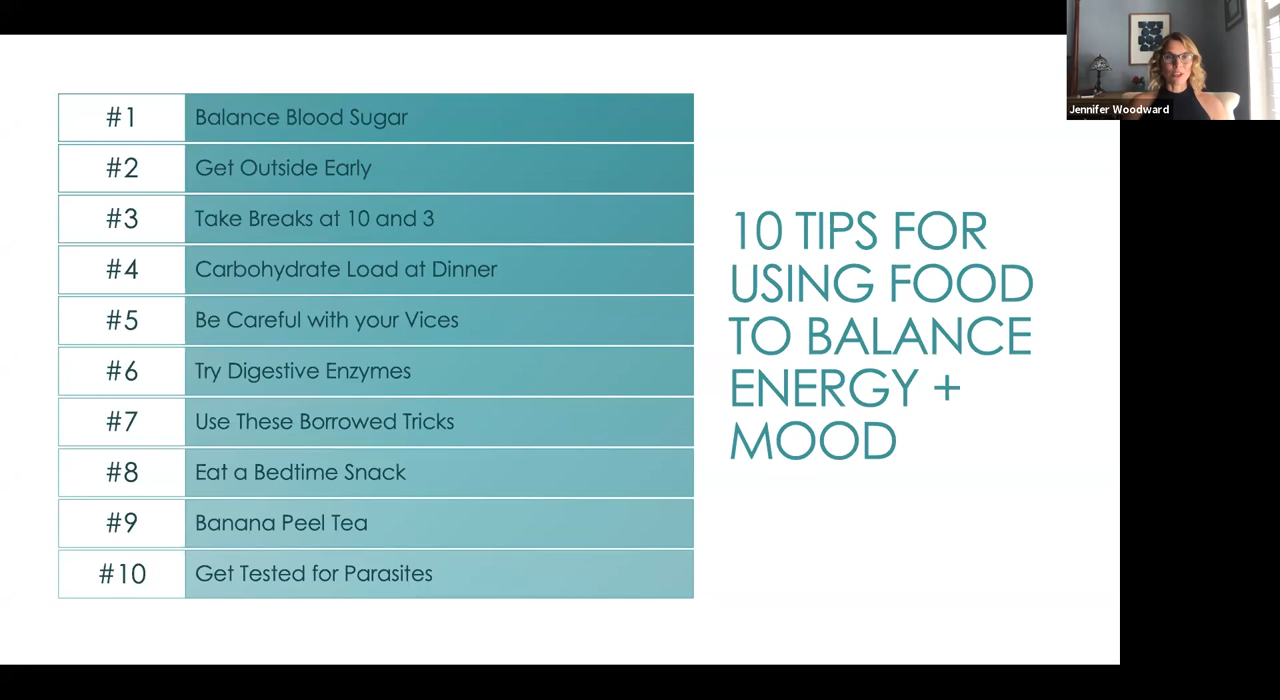 #1 Balance Blood Sugar
#2 Get Outside Early
#3 Take Breaks at 10 and 3
#4 Carbohydrate Load at Dinner
#5 Be Careful with your Vices
#6 Try Digestive Enzymes
#7 Use These Borrowed Tricks
#8 Eat a Bedtime Snack
#9 Banana Peel Tea
#10 Get Tested for Parasites
10 TIPS FOR
USING FOOD
TO BALANCE
ENERGY +
MOOD
Jennifer Woodward